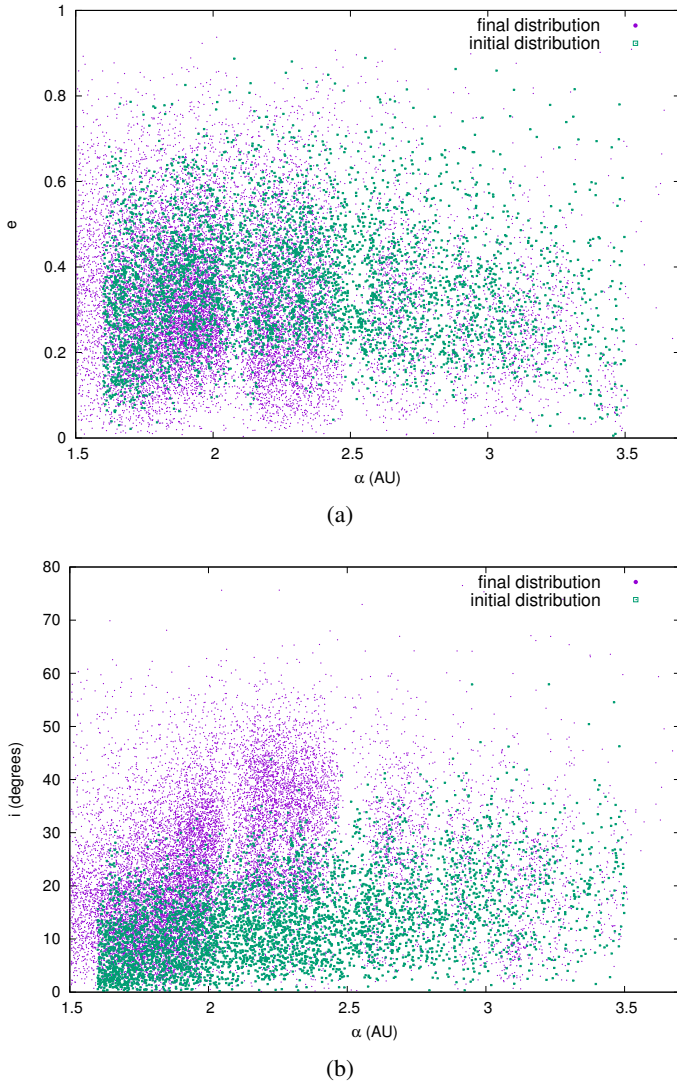 final distribution
initial distribution
1
0.8
0.6
0.4
0.2
0
e
1.5 2 2.5 3 3.5
α (AU)
(a)
final distribution
initial distribution
80
70
60
50
40
30
20
10
0
i (degrees)
1.5 2 2.5 3 3.5
α (AU)
(b)